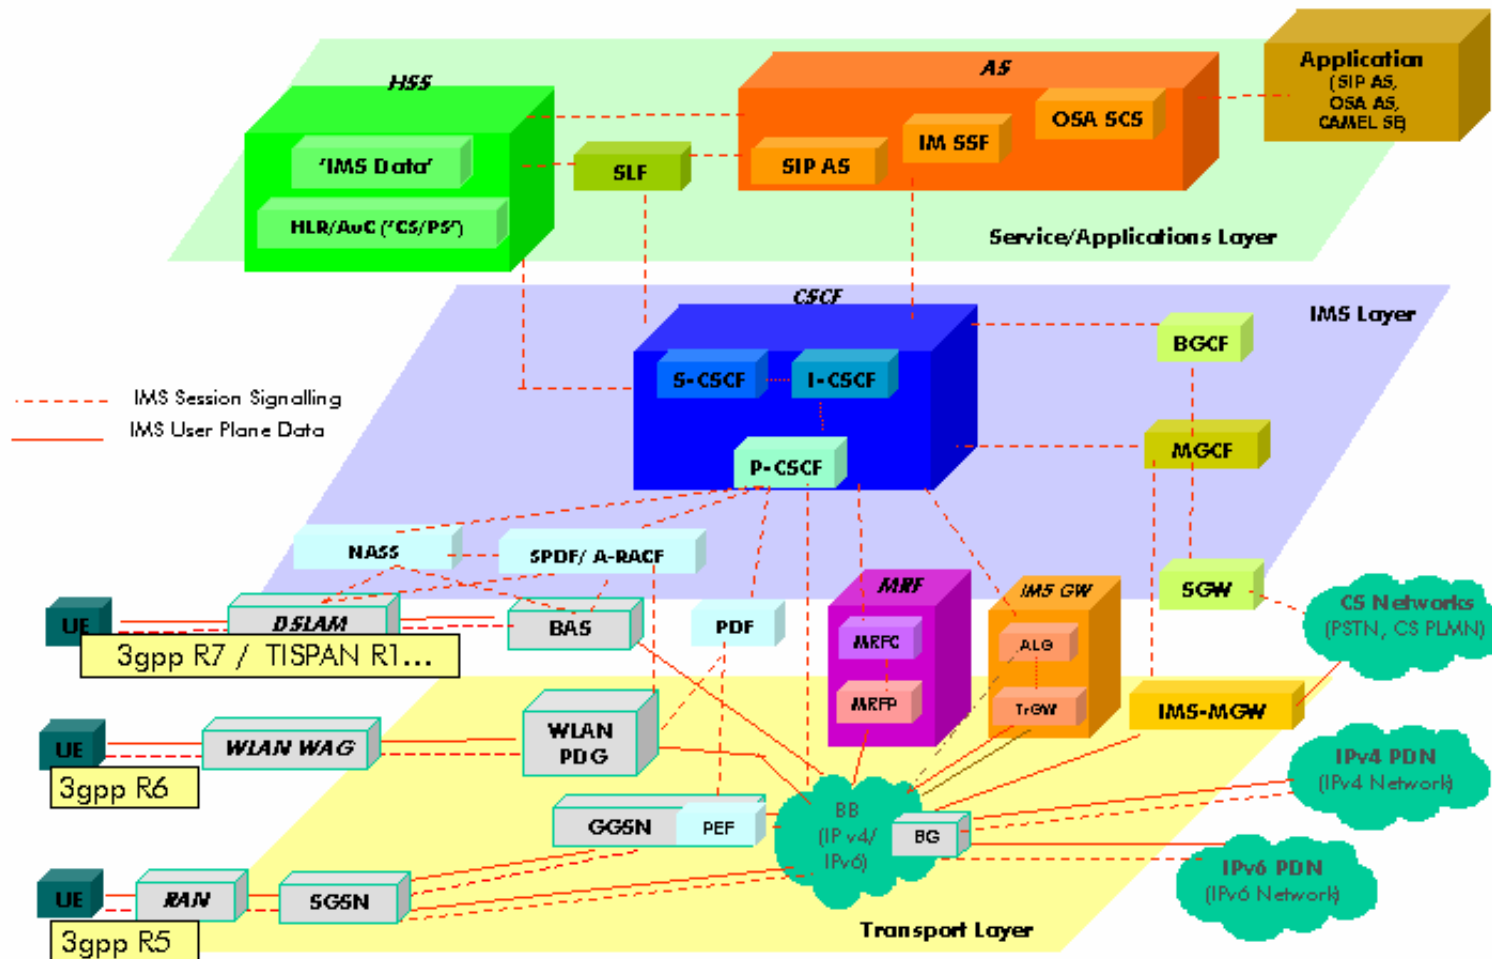 HSS
AS
Application
(SIP AS,
OSA AS,
CAMEL SE)
OSA SCS
IM SSF
SIP AS
'IMS Data'
SLF
HLR/AuC ('CS/PS')
Service/Applications Layer
CSCF
IMS Layer
BGCF
S-CSCF
I-CSCF
IMS Session Signalling
IMS User Plane Data
MGCF
P-CSCF
NASS
SPDF/ A-RACF
MRF
IMS GW
SGW
CS Networks
(PSTN, CS PLMN)
UE
DSLAM
BAS
PDF
MRFC
ALG
3gpp R7 / TISPAN R1...
MRFP
TrGW
IMS-MGW
UE
WLAN WAG
WLAN
PDG
IPv4 PDN
(IPv4 Network)
3gpp R6
GGSN
PEF
BB
(IP v4/
IPv6)
BG
IPv6 PDN
(IPv6 Network)
UE
RAN
SGSN
3gpp R5
Transport Layer